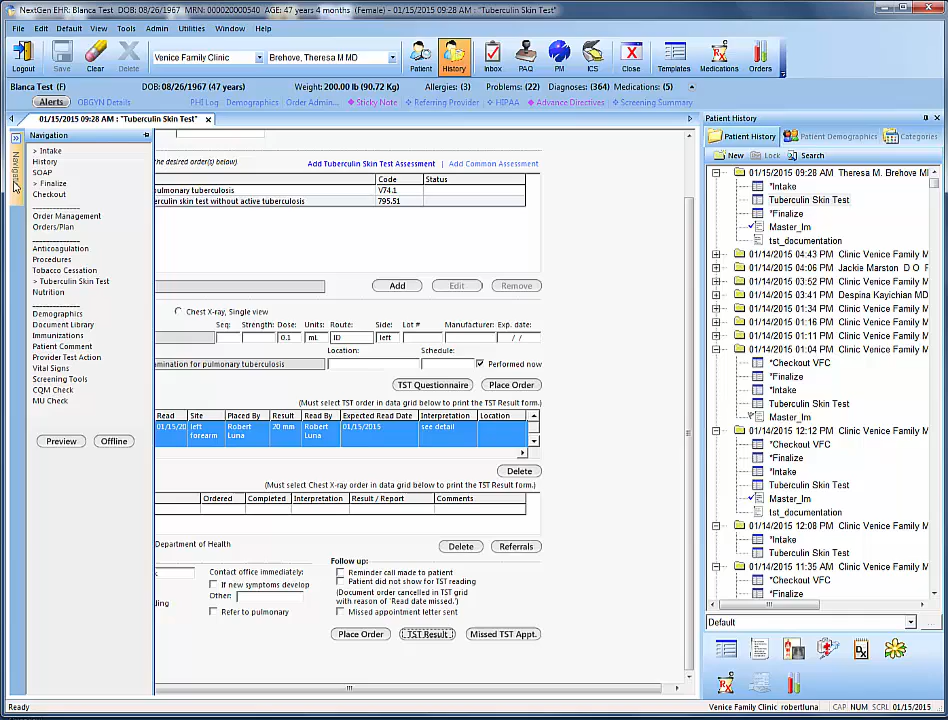 NextGen EHR: Blanca Test DOB: 08/26/1967 MRN: 000020000540 AGE: 47 years 4 months (Female) - 01/15/2015 09:28 AM : "Tuberculin Skin Test"
File Edit Default View Tools Admin Utilities Window Help
Logout Save Clear Delete Venice Family Clinic Brehove, Theresa M MD Patient History Inbox PAQ PM ICS Close Templates Medications Orders
Blanca Test (F) DOB: 08/26/1967 (47 years) Weight: 200.00 lb (90.72 Kg) Allergies: (3) Problems: (22) Diagnoses: (364) Medications: (5)
Alerts OBGYN Details PHI Log Demographics Order Admin... Sticky Note Referring Provider HIPAA Advance Directives Screening Summary
01/15/2015 09:28 AM : "Tuberculin Skin Test" x
Navigation
> Intake
History
SOAP
> Finalize
Checkout
Order Management
Orders/Plan
Anticoagulation
Procedures
Tobacco Cessation
> Tuberculin Skin Test
Nutrition
Demographics
Document Library
Immunizations
Patient Comment
Provider Test Action
Vital Signs
Screening Tools
CQM Check
MU Check
Preview Offline
the desired order(s) below) Add Tuberculin Skin Test Assessment | Add Common Assessment
Code Status
pulmonary tuberculosis V74.1
erculin skin test without active tuberculosis 795.51
Add Edit Remove
Chest X-ray, Single view
Seq: Strength: Dose: Units: Route: Side: Lot # Manufacturer: Exp. date:
0.1 mL ID left / /
Location: Schedule:
amination for pulmonary tuberculosis Performed now
TST Questionnaire Place Order
(Must select TST order in data grid below to print the TST Result form.)
Read Site Placed By Result Read By Expected Read Date Interpretation Location
01/15/20 left forearm Robert Luna 20 mm Robert Luna 01/15/2015 see detail
Delete
(Must select Chest X-ray order in data grid below to print the TST Result form.)
Ordered Completed Interpretation Result / Report Comments
Department of Health Delete Referrals
Follow up:
Contact office immediately: Reminder call made to patient
If new symptoms develop Patient did not show for TST reading
Other: (Document order cancelled in TST grid
ding with reason of 'Read date missed.')
Refer to pulmonary Missed appointment letter sent
Place Order TST Result Missed TST Appt.
Patient History
Patient History Patient Demographics Categories
New Lock Search
01/15/2015 09:28 AM Theresa M. Brehove M
*Intake
Tuberculin Skin Test
*Finalize
Master_Im
tst_documentation
01/14/2015 04:43 PM Clinic Venice Family M
01/14/2015 04:06 PM Jackie Marston D O F
01/14/2015 03:52 PM Clinic Venice Family M
01/14/2015 03:41 PM Despina Kayichian MD
01/14/2015 01:34 PM Clinic Venice Family M
01/14/2015 01:16 PM Clinic Venice Family M
01/14/2015 01:11 PM Clinic Venice Family M
01/14/2015 01:04 PM Clinic Venice Family M
*Checkout VFC
*Finalize
*Intake
Tuberculin Skin Test
Master_Im
01/14/2015 12:12 PM Clinic Venice Family M
*Checkout VFC
*Finalize
*Intake
Tuberculin Skin Test
Master_Im
tst_documentation
01/14/2015 12:08 PM Clinic Venice Family M
*Intake
Tuberculin Skin Test
01/14/2015 11:35 AM Clinic Venice Family M
*Checkout VFC
*Finalize
Default
Ready Venice Family Clinic robertluna CAP NUM SCRL 01/15/2015